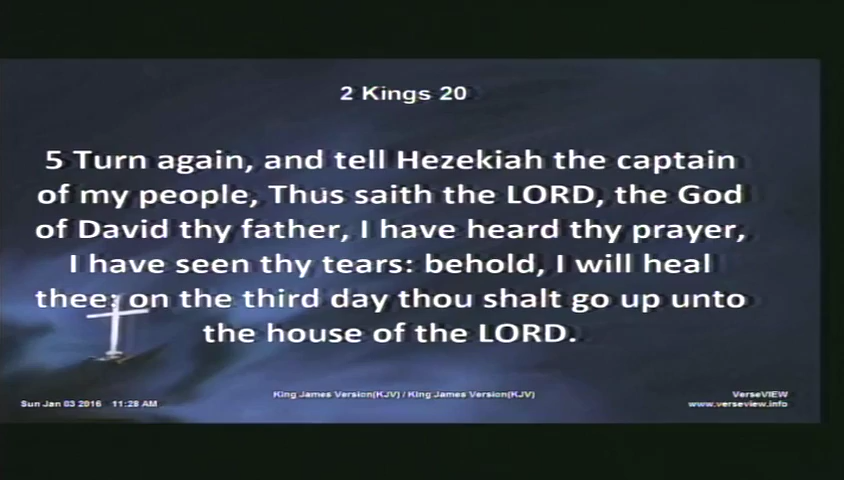 2 Kings 20
5 Turn again, and tell Hezekiah the captain
of my people, Thus saith the LORD, the God
of David thy father, I have heard thy prayer,
I have seen thy tears: behold, I will heal
thee: on the third day thou shalt go up unto
the house of the LORD.
King James Version(KJV) / King James Version(KJV)
VerseVIEW
Sun Jan 03 2016 11:28 AM
www.verseview.info